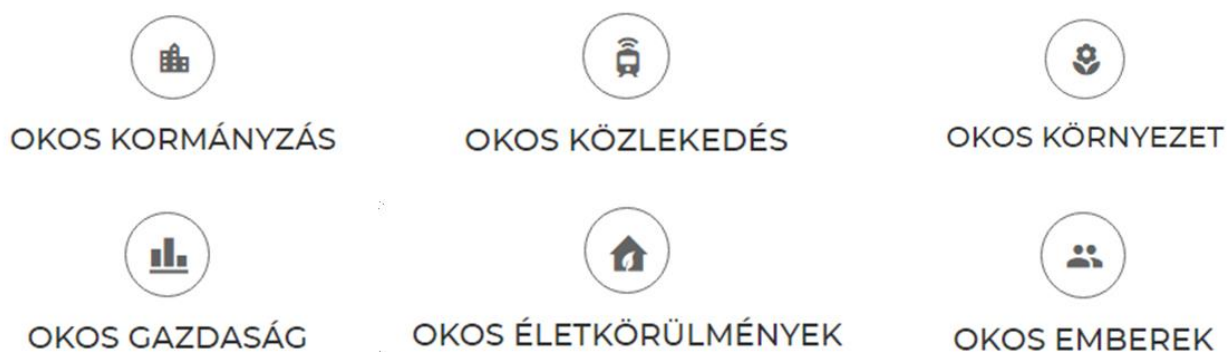 OKOS KORMÁNYZÁS
OKOS KÖZLEKEDÉS
OKOS KÖRNYEZET
OKOS GAZDASÁG
OKOS ÉLETKÖRÜLMÉNYEK
OKOS EMBEREK